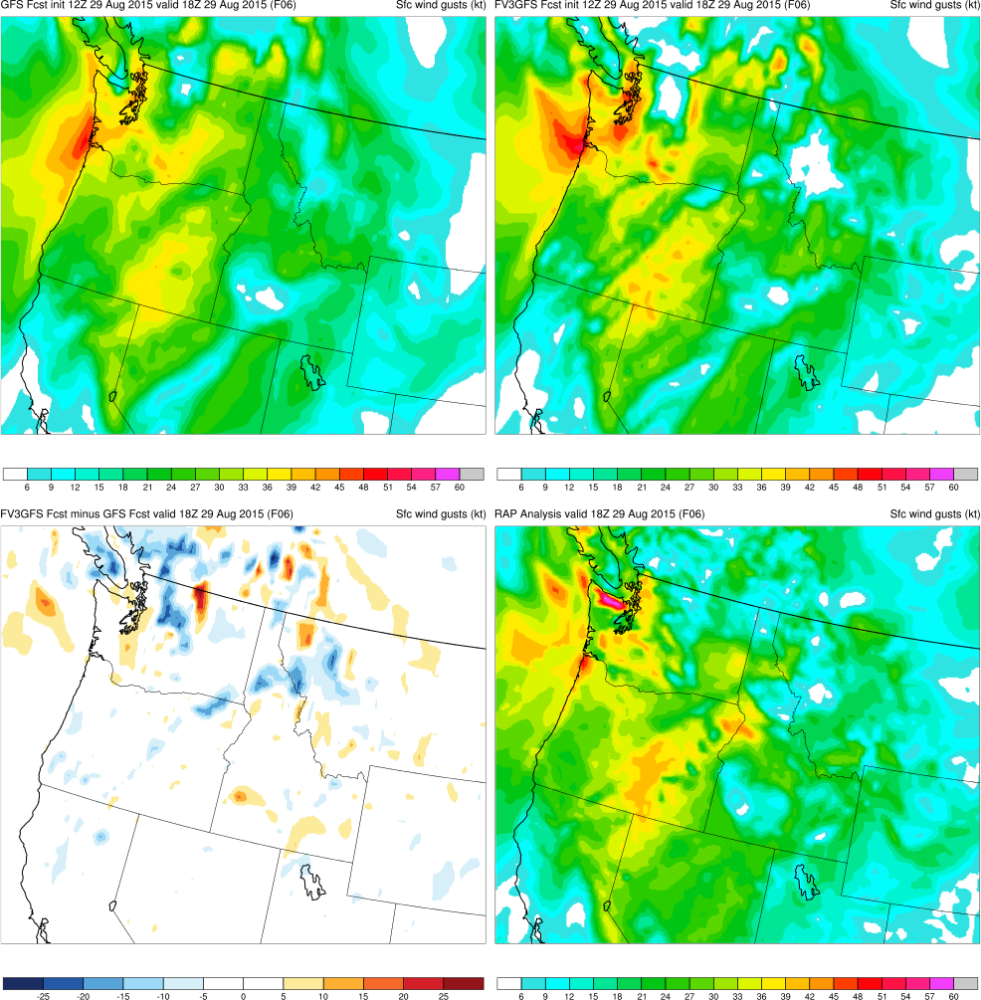 GFS Fcst init 12Z 29 Aug 2015 valid 18Z 29 Aug 2015 (F06) Sfc wind gusts (kt)
FV3GFS Fcst init 12Z 29 Aug 2015 valid 18Z 29 Aug 2015 (F06) Sfc wind gusts (kt)
6 9 12 15 18 21 24 27 30 33 36 39 42 45 48 51 54 57 60
6 9 12 15 18 21 24 27 30 33 36 39 42 45 48 51 54 57 60
FV3GFS Fcst minus GFS Fcst valid 18Z 29 Aug 2015 (F06) Sfc wind gusts (kt)
RAP Analysis valid 18Z 29 Aug 2015 (F06) Sfc wind gusts (kt)
-25 -20 -15 -10 -5 0 5 10 15 20 25
6 9 12 15 18 21 24 27 30 33 36 39 42 45 48 51 54 57 60